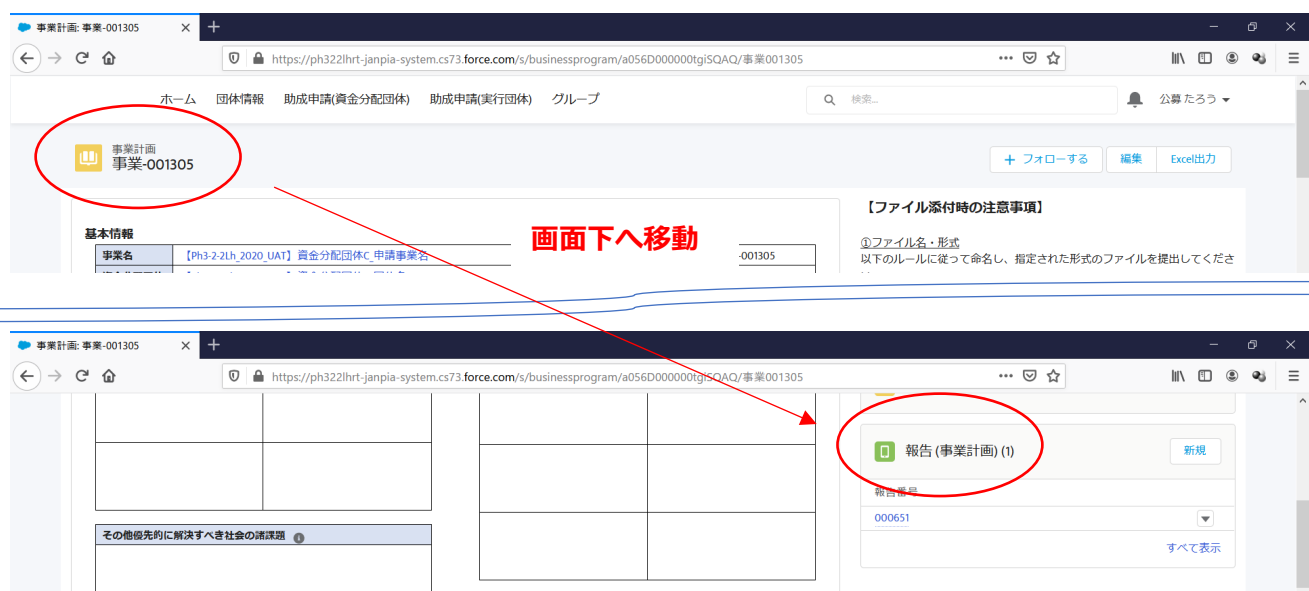 事業計画: 事業-001305
https://ph322lhrt-janpia-system.cs73.force.com/s/businessprogram/a056D000000tgiSQAQ/事業001305
ホーム 団体情報 助成申請(資金分配団体) 助成申請(実行団体) グループ
検索...
公募 たろう
事業計画
事業-001305
フォローする 編集 Excel出力
【ファイル添付時の注意事項】
基本情報
画面下へ移動
①ファイル名・形式
事業名 【Ph3-2-2Lh_2020_UAT】資金分配団体C_申請事業名 -001305
以下のルールに従って命名し、指定された形式のファイルを提出してくださ
事業計画: 事業-001305
https://ph322lhrt-janpia-system.cs73.force.com/s/businessprogram/a056D000000tgiSQAQ/事業001305
報告 (事業計画) (1) 新規
報告番号
000651
その他優先的に解決すべき社会の諸課題
すべて表示